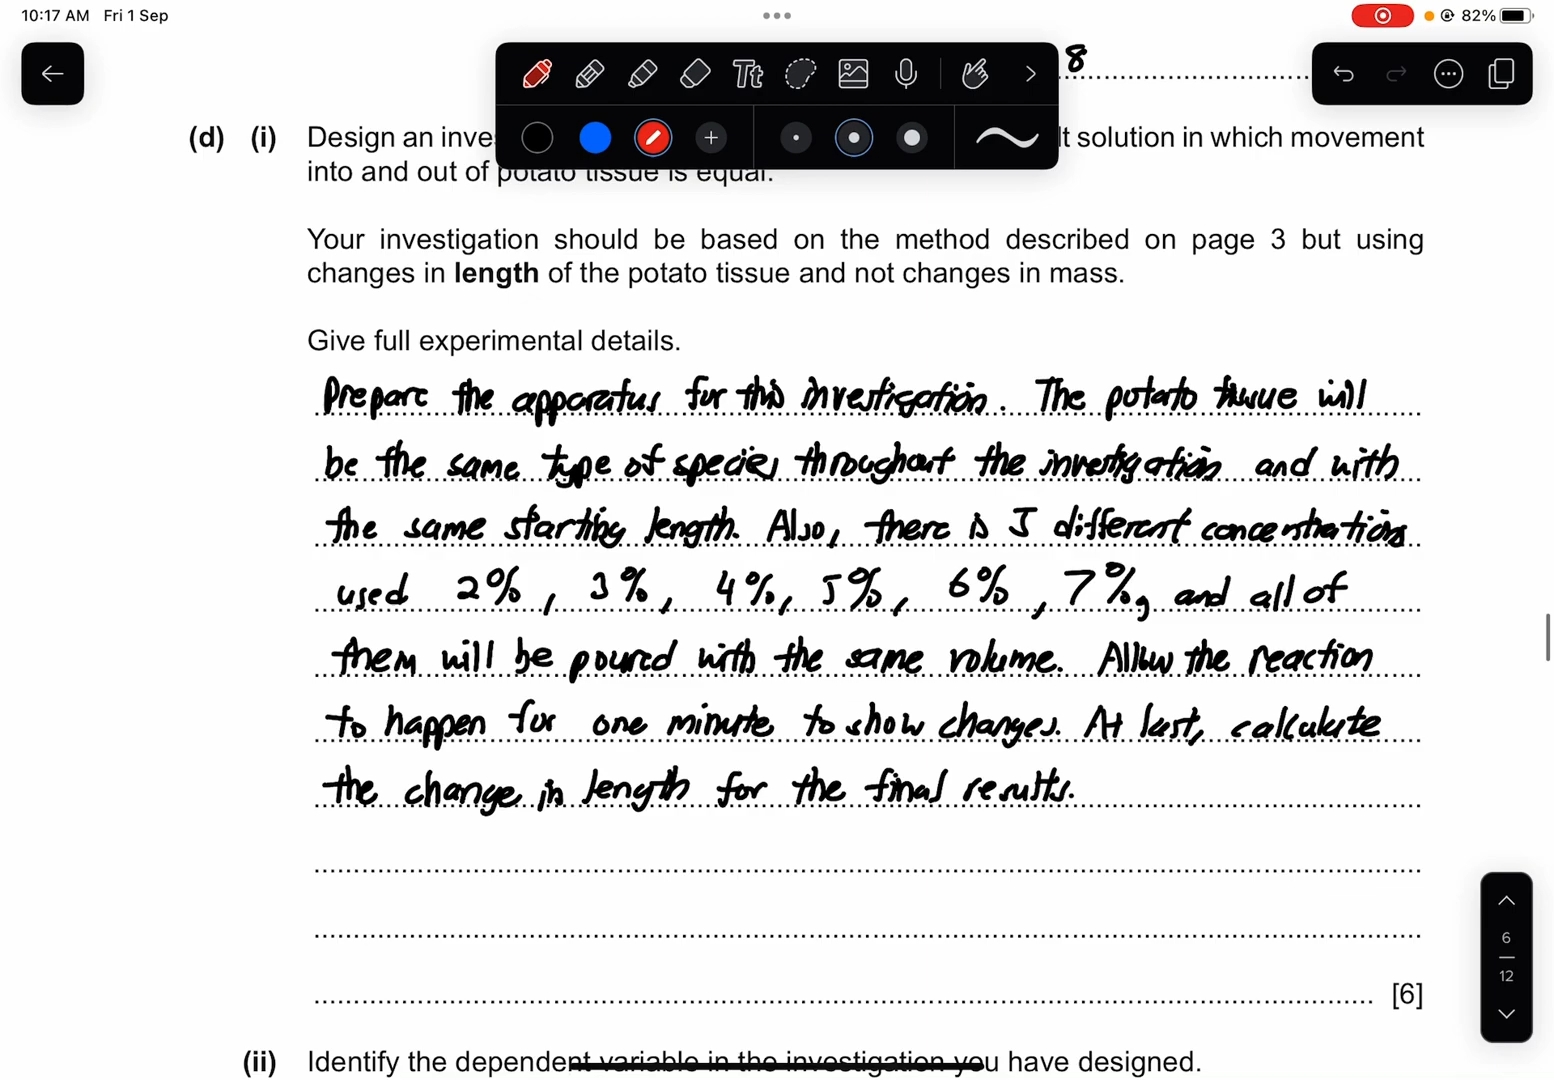 10:17 AM Fri 1 Sep
82%
8
Tt
(d) (i) Design an inve lt solution in which movement
into and out of potato tissue is equal.
Your investigation should be based on the method described on page 3 but using
changes in length of the potato tissue and not changes in mass.
Give full experimental details.
Prepare the apparatus for this investigation. The potato tissue will
be the same type of species throughout the investigation and with
the same starting length. Also, there is 5 different concentrations
used 2%, 3%, 4%, 5%, 6%, 7%, and all of
them will be poured with the same volume. Allow the reaction
to happen for one minute to show changes. At last, calculate
the change in length for the final results.
[6]
6
12
(ii) Identify the dependent variable in the investigation you have designed.